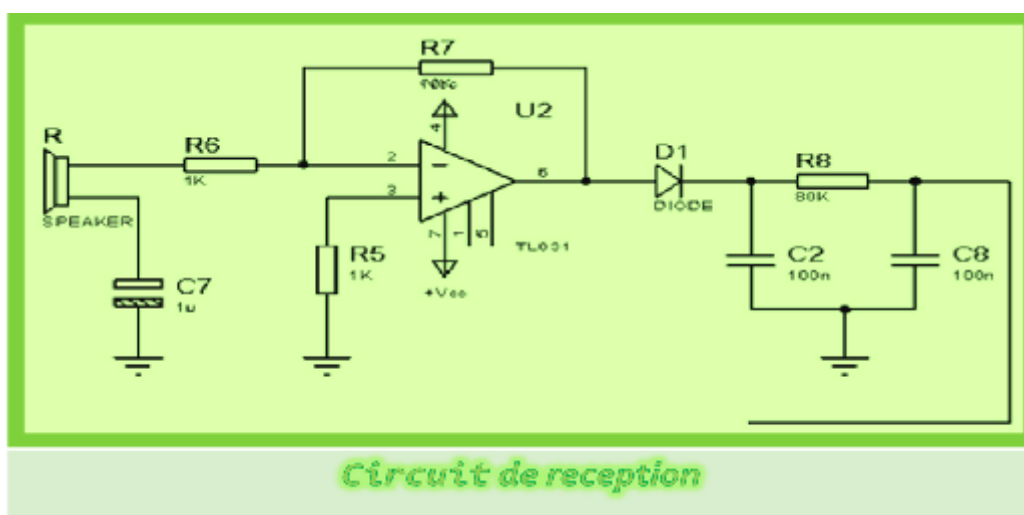 R7
U2
4
R
R6
1K
2
3
6
SPEAKER
D1
DIODE
R8
80K
R5
1K
7
1
5
+Vcc
C7
1u
C2
100n
C8
100n
Circuit de reception